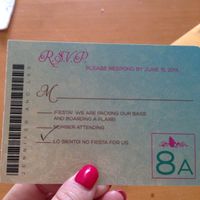 R.S.V.P
PLEASE RESPOND BY JUNE 15, 2014
M
¡FIESTA! WE ARE PACKING OUR BAGS
AND BOARDING A PLANE!
NUMBER ATTENDING
¡LO SIENTO! NO FIESTA FOR US.
8A